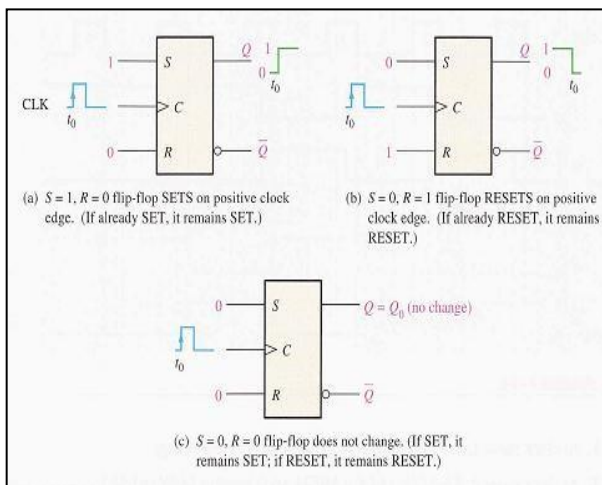 1 S Q 1 0 t0
CLK t0 C
0 R Q̅
(a) S = 1, R = 0 flip-flop SETS on positive clock
edge. (If already SET, it remains SET.)
0 S Q 1 0 t0
t0 C
1 R Q̅
(b) S = 0, R = 1 flip-flop RESETS on positive
clock edge. (If already RESET, it remains
RESET.)
0 S Q = Q0 (no change)
t0 C
0 R Q̅
(c) S = 0, R = 0 flip-flop does not change. (If SET, it
remains SET; if RESET, it remains RESET.)